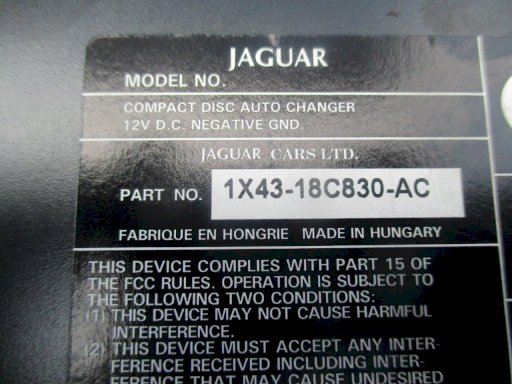 JAGUAR
MODEL NO.
COMPACT DISC AUTO CHANGER
12V D.C. NEGATIVE GND.
JAGUAR CARS LTD.
PART NO. 1X43-18C830-AC
FABRIQUE EN HONGRIE MADE IN HUNGARY
THIS DEVICE COMPLIES WITH PART 15 OF
THE FCC RULES. OPERATION IS SUBJECT TO
THE FOLLOWING TWO CONDITIONS:
(1) THIS DEVICE MAY NOT CAUSE HARMFUL
INTERFERENCE.
(2) THIS DEVICE MUST ACCEPT ANY INTER-
FERENCE RECEIVED INCLUDING INTER-
FERENCE THAT MAY CAUSE UNDESIRED